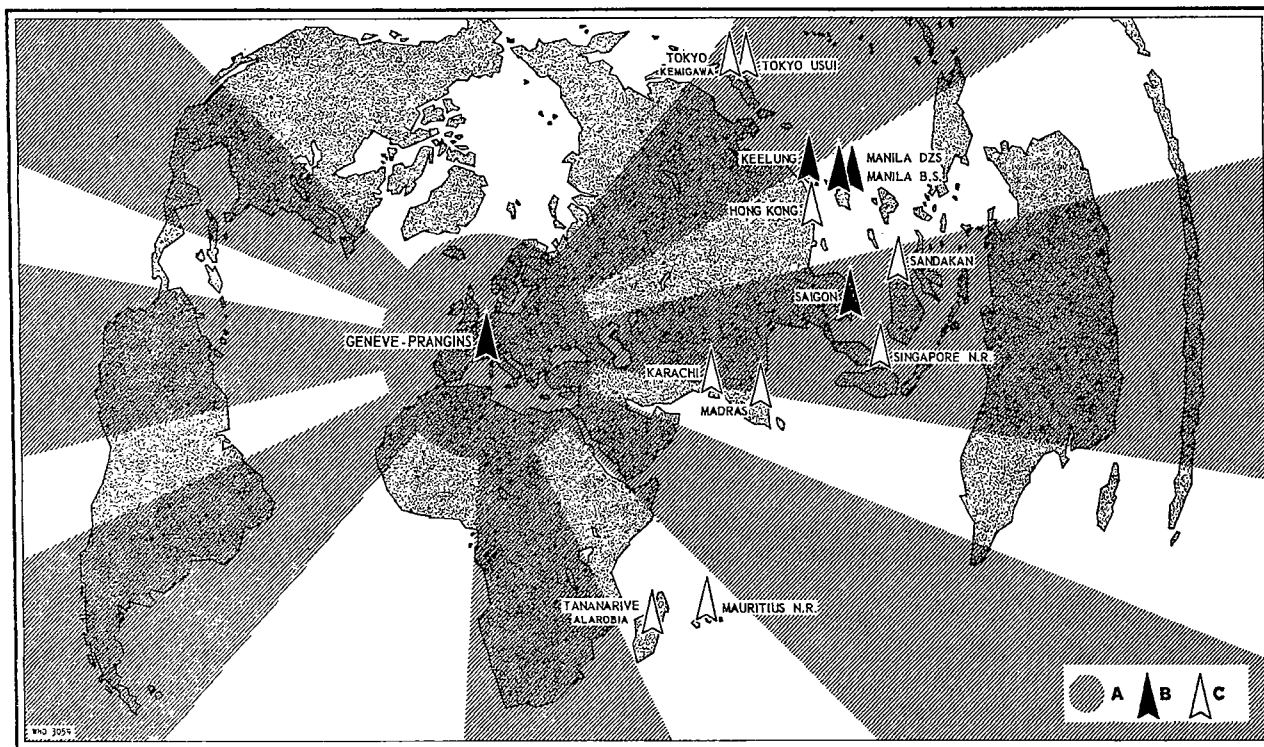 TOKYO
KEMIGAWA
TOKYO USUI
KEELUNG
MANILA DZS
MANILA B.S.
HONG KONG
SANDAKAN
SAIGON
GENEVE-PRANGINS
SINGAPORE N.R.
KARACHI
MADRAS
TANANARIVE
ALAROBIA
MAURITIUS N.R.
A B C
WHO 3054